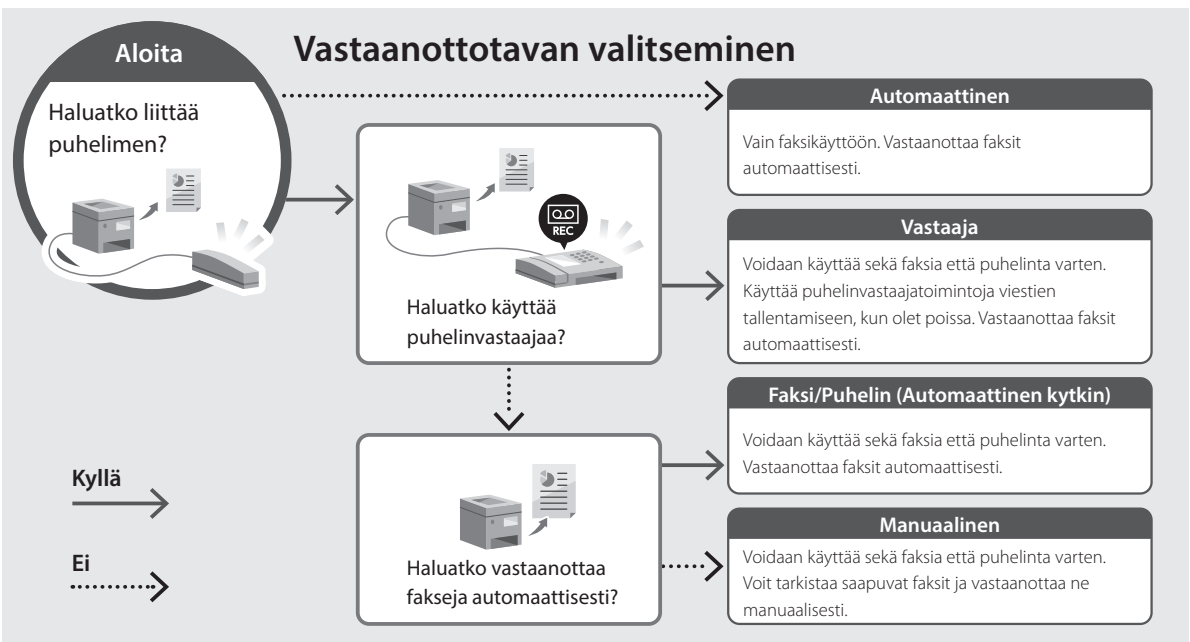 Vastaanottotavan valitseminen
Aloita
Haluatko liittää
puhelimen?
Automaattinen
Vain faksikäyttöön. Vastaanottaa faksit
automaattisesti.
REC
Haluatko käyttää
puhelinvastaajaa?
Vastaaja
Voidaan käyttää sekä faksia että puhelinta varten.
Käyttää puhelinvastaajatoimintoja viestien
tallentamiseen, kun olet poissa. Vastaanottaa faksit
automaattisesti.
Haluatko vastaanottaa
fakseja automaattisesti?
Faksi/Puhelin (Automaattinen kytkin)
Voidaan käyttää sekä faksia että puhelinta varten.
Vastaanottaa faksit automaattisesti.
Manuaalinen
Voidaan käyttää sekä faksia että puhelinta varten.
Voit tarkistaa saapuvat faksit ja vastaanottaa ne
manuaalisesti.
Kyllä
Ei